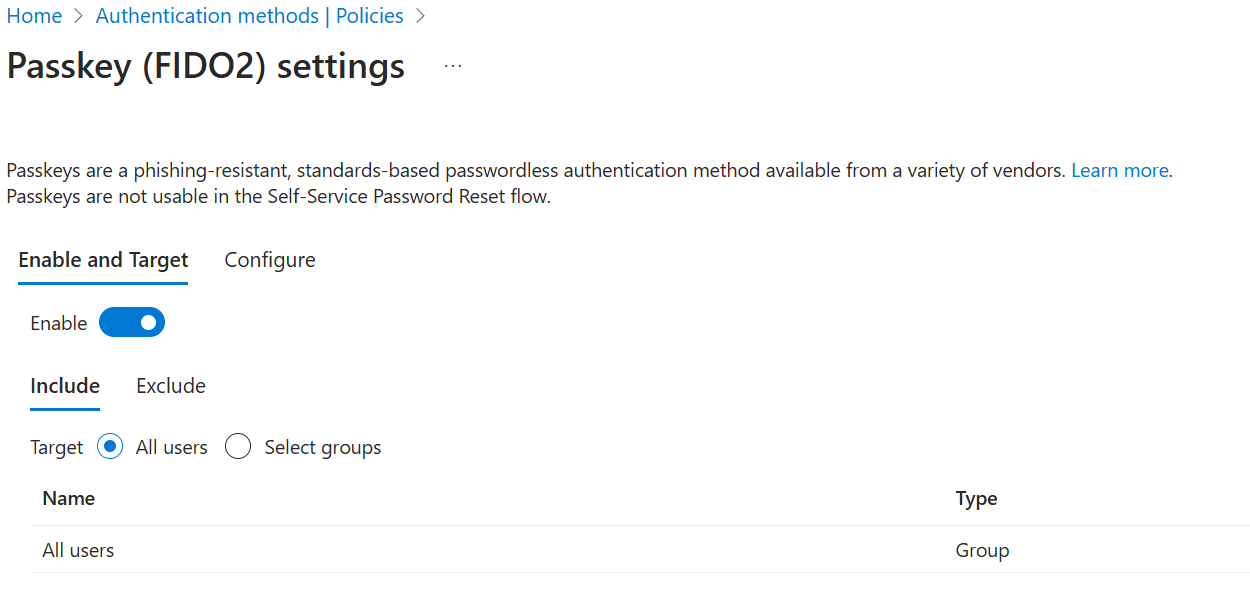 Home > Authentication methods | Policies >
Passkey (FIDO2) settings ...
Passkeys are a phishing-resistant, standards-based passwordless authentication method available from a variety of vendors. Learn more.
Passkeys are not usable in the Self-Service Password Reset flow.
Enable and Target Configure
Enable
Include Exclude
Target All users Select groups
Name Type
All users Group